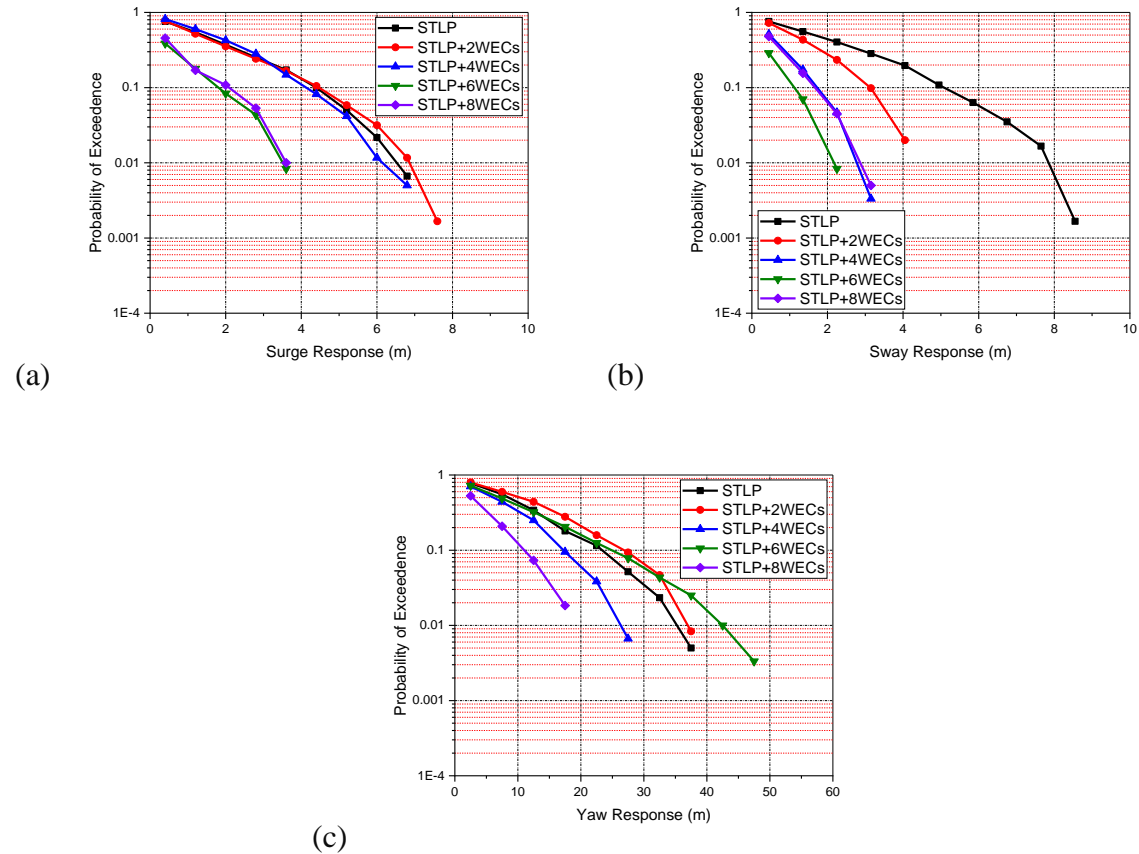 1
0.1
0.01
0.001
1E-4
0 2 4 6 8 10
Probability of Exceedence
Surge Response (m)
STLP
STLP+2WECs
STLP+4WECs
STLP+6WECs
STLP+8WECs
(a)
1
0.1
0.01
0.001
1E-4
0 2 4 6 8 10
Probability of Exceedence
Sway Response (m)
STLP
STLP+2WECs
STLP+4WECs
STLP+6WECs
STLP+8WECs
(b)
1
0.1
0.01
0.001
1E-4
0 10 20 30 40 50 60
Probability of Exceedence
Yaw Response (m)
STLP
STLP+2WECs
STLP+4WECs
STLP+6WECs
STLP+8WECs
(c)